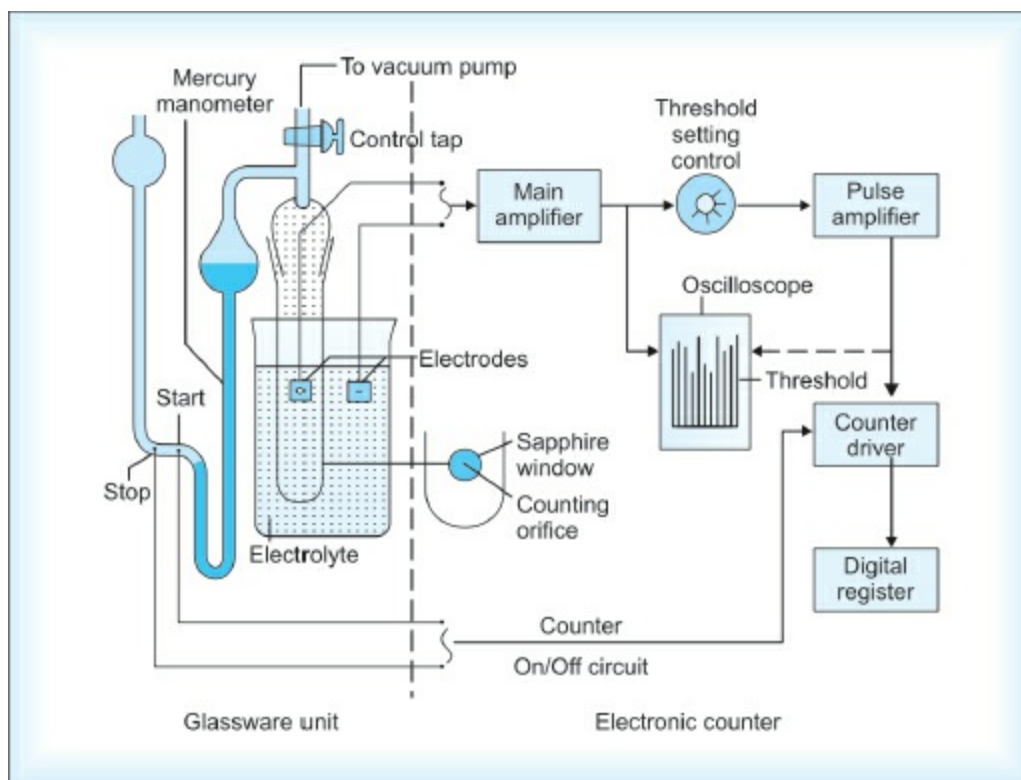 To vacuum pump
Mercury
manometer
Control tap
Threshold
setting
control
Main
amplifier
Pulse
amplifier
Oscilloscope
Electrodes
Threshold
Start
Counter
driver
Sapphire
window
Stop
Counting
orifice
Electrolyte
Digital
register
Counter
On/Off circuit
Glassware unit
Electronic counter